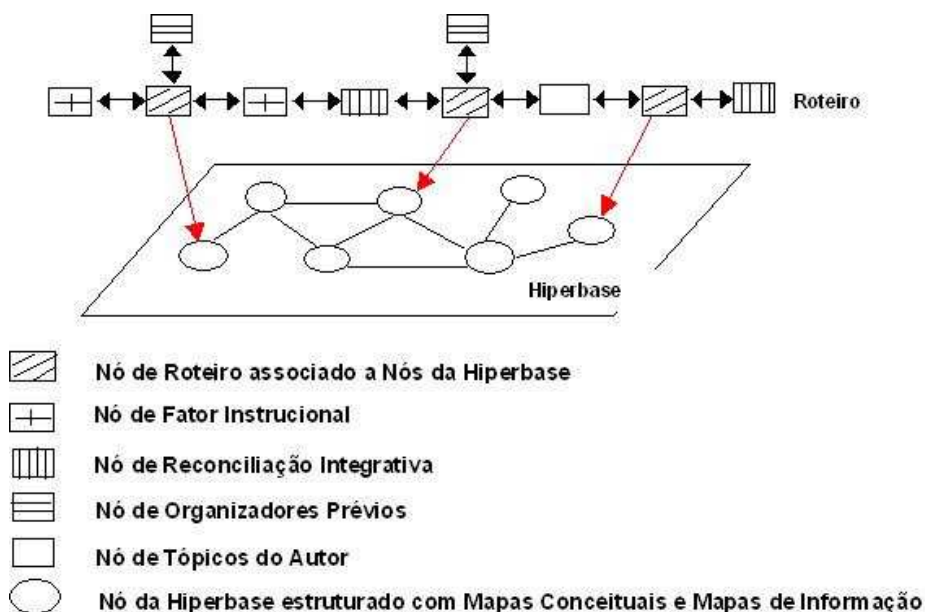 Roteiro
Hiperbase
Nó de Roteiro associado a Nós da Hiperbase
Nó de Fator Instrucional
Nó de Reconciliação Integrativa
Nó de Organizadores Prévios
Nó de Tópicos do Autor
Nó da Hiperbase estruturado com Mapas Conceituais e Mapas de Informação